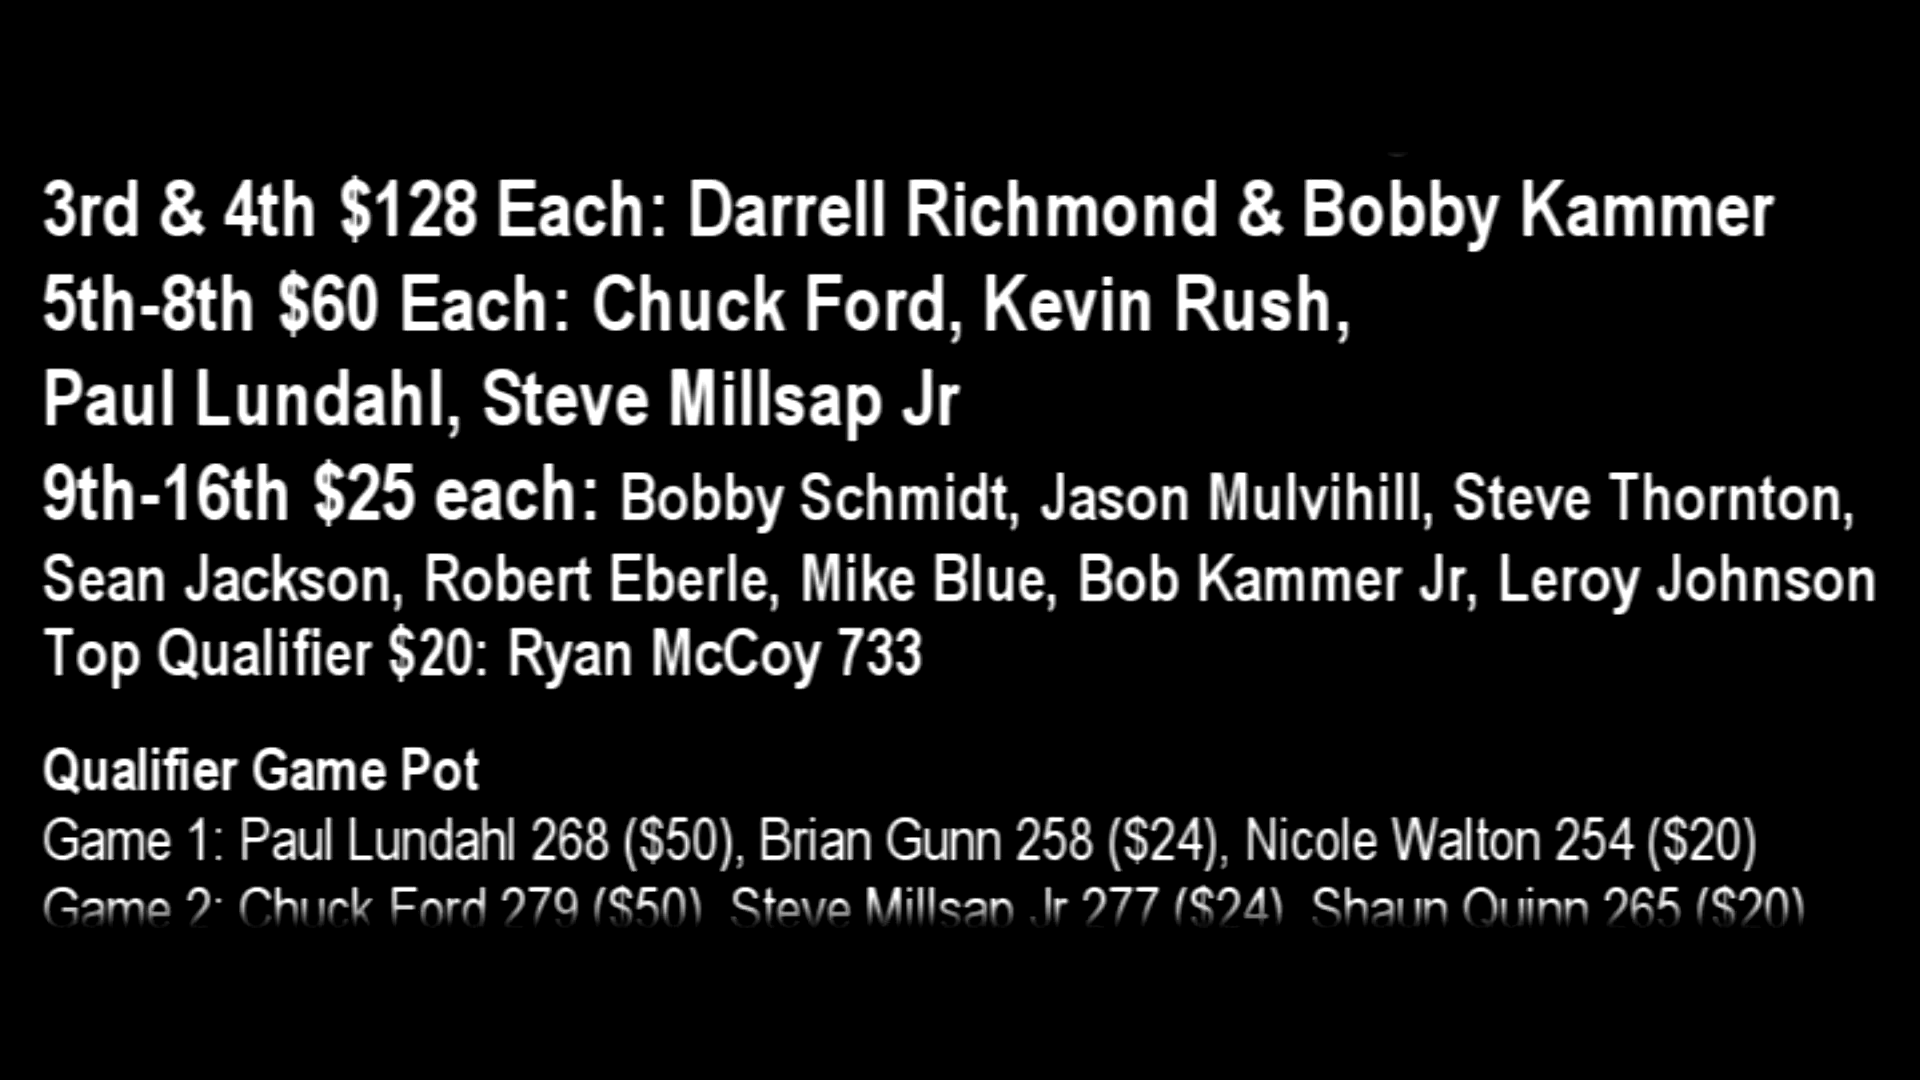 3rd & 4th $128 Each: Darrell Richmond & Bobby Kammer
5th-8th $60 Each: Chuck Ford, Kevin Rush,
Paul Lundahl, Steve Millsap Jr
9th-16th $25 each: Bobby Schmidt, Jason Mulvihill, Steve Thornton,
Sean Jackson, Robert Eberle, Mike Blue, Bob Kammer Jr, Leroy Johnson
Top Qualifier $20: Ryan McCoy 733
Qualifier Game Pot
Game 1: Paul Lundahl 268 ($50), Brian Gunn 258 ($24), Nicole Walton 254 ($20)
Game 2: Chuck Ford 279 ($50), Steve Millsap Jr 277 ($24), Shaun Quinn 265 ($20)